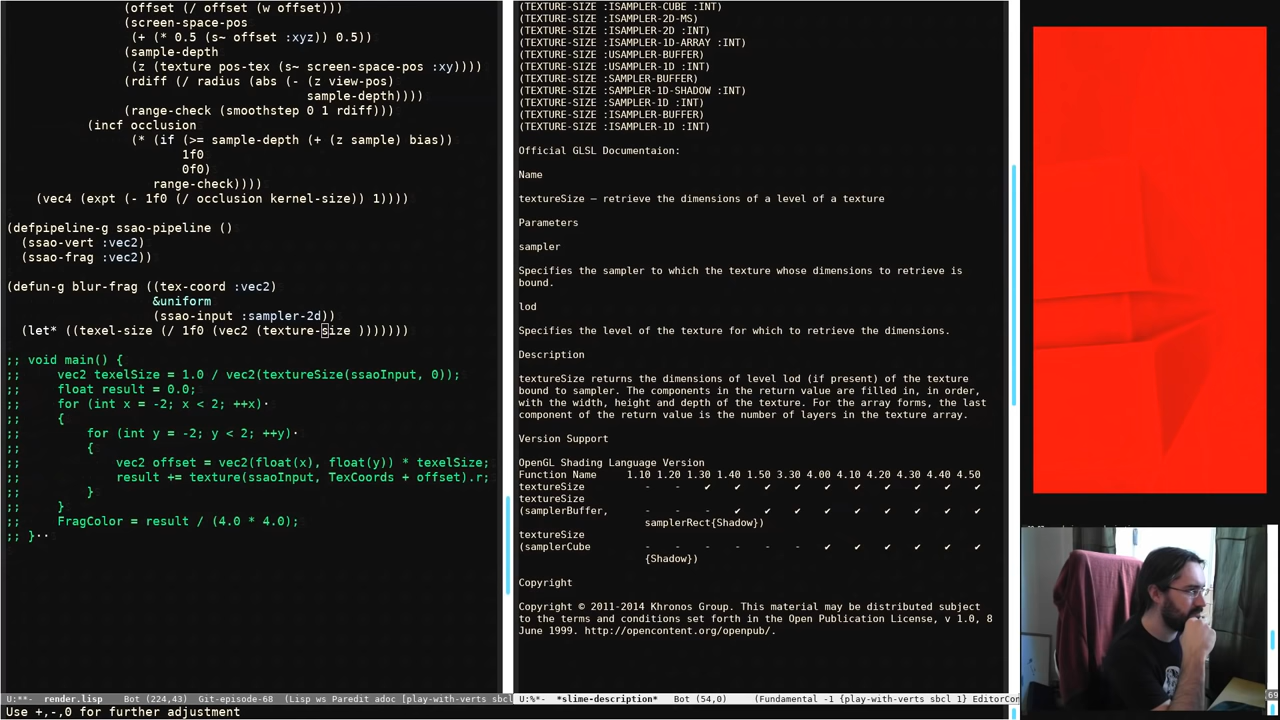 (offset (/ offset (w offset)))
(screen-space-pos
(+ (* 0.5 (s~ offset :xyz)) 0.5))
(sample-depth
(z (texture pos-tex (s~ screen-space-pos :xy))))
(rdiff (/ radius (abs (- (z view-pos)
sample-depth))))
(range-check (smoothstep 0 1 rdiff)))
(incf occlusion
(* (if (>= sample-depth (+ (z sample) bias))
1f0
0f0)
range-check))))
(vec4 (expt (- 1f0 (/ occlusion kernel-size)) 1))))
(defpipeline-g ssao-pipeline ()
(ssao-vert :vec2)
(ssao-frag :vec2))
(defun-g blur-frag ((tex-coord :vec2)
&uniform
(ssao-input :sampler-2d))
(let* ((texel-size (/ 1f0 (vec2 (texture-size )))))))
;; void main() {
;; vec2 texelSize = 1.0 / vec2(textureSize(ssaoInput, 0));
;; float result = 0.0;
;; for (int x = -2; x < 2; ++x)·
;; {
;; for (int y = -2; y < 2; ++y)·
;; {
;; vec2 offset = vec2(float(x), float(y)) * texelSize;
;; result += texture(ssaoInput, TexCoords + offset).r;
;; }
;; }
;; FragColor = result / (4.0 * 4.0);
;; }··
U:**- render.lisp Bot (224,43) Git-episode-68 (Lisp ws Paredit adoc [play-with-verts sbcl
Use +,-,0 for further adjustment
(TEXTURE-SIZE :ISAMPLER-CUBE :INT)
(TEXTURE-SIZE :ISAMPLER-2D-MS)
(TEXTURE-SIZE :ISAMPLER-2D :INT)
(TEXTURE-SIZE :ISAMPLER-1D-ARRAY :INT)
(TEXTURE-SIZE :USAMPLER-BUFFER)
(TEXTURE-SIZE :USAMPLER-1D :INT)
(TEXTURE-SIZE :SAMPLER-BUFFER)
(TEXTURE-SIZE :SAMPLER-1D-SHADOW :INT)
(TEXTURE-SIZE :SAMPLER-1D :INT)
(TEXTURE-SIZE :ISAMPLER-BUFFER)
(TEXTURE-SIZE :ISAMPLER-1D :INT)
Official GLSL Documentaion:
Name
textureSize — retrieve the dimensions of a level of a texture
Parameters
sampler
Specifies the sampler to which the texture whose dimensions to retrieve is
bound.
lod
Specifies the level of the texture for which to retrieve the dimensions.
Description
textureSize returns the dimensions of level lod (if present) of the texture
bound to sampler. The components in the return value are filled in, in order,
with the width, height and depth of the texture. For the array forms, the last
component of the return value is the number of layers in the texture array.
Version Support
OpenGL Shading Language Version
Function Name 1.10 1.20 1.30 1.40 1.50 3.30 4.00 4.10 4.20 4.30 4.40 4.50
textureSize - - ✔ ✔ ✔ ✔ ✔ ✔ ✔ ✔ ✔ ✔
textureSize
(samplerBuffer, - - - ✔ ✔ ✔ ✔ ✔ ✔ ✔ ✔ ✔
samplerRect{Shadow})
textureSize
(samplerCube - - - - - - ✔ ✔ ✔ ✔ ✔ ✔
{Shadow})
Copyright
Copyright © 2011-2014 Khronos Group. This material may be distributed subject
to the terms and conditions set forth in the Open Publication License, v 1.0, 8
June 1999. http://opencontent.org/openpub/.
U:%*- *slime-description* Bot (54,0) (Fundamental -1 {play-with-verts sbcl 1} EditorCon